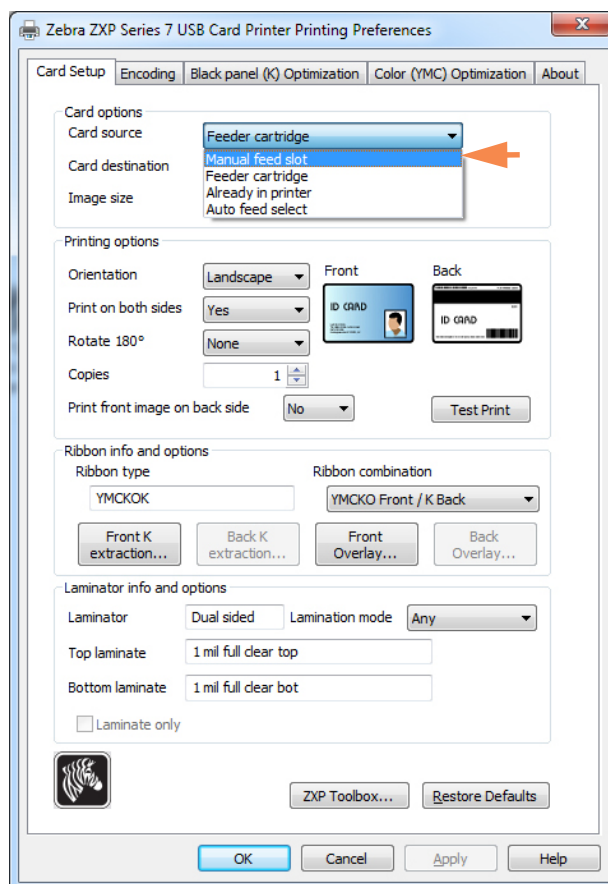 Zebra ZXP Series 7 USB Card Printer Printing Preferences
Card Setup Encoding Black panel (K) Optimization Color (YMC) Optimization About
Card options
Card source Feeder cartridge
Manual feed slot
Card destination Feeder cartridge
Already in printer
Image size Auto feed select
Printing options
Orientation Landscape Front Back
Print on both sides Yes ID CARD ID CARD
Rotate 180° None
Copies 1
Print front image on back side No Test Print
Ribbon info and options
Ribbon type Ribbon combination
YMCKOK YMCKO Front / K Back
Front K extraction... Back K extraction... Front Overlay... Back Overlay...
Laminator info and options
Laminator Dual sided Lamination mode Any
Top laminate 1 mil full clear top
Bottom laminate 1 mil full clear bot
Laminate only
ZXP Toolbox... Restore Defaults
OK Cancel Apply Help